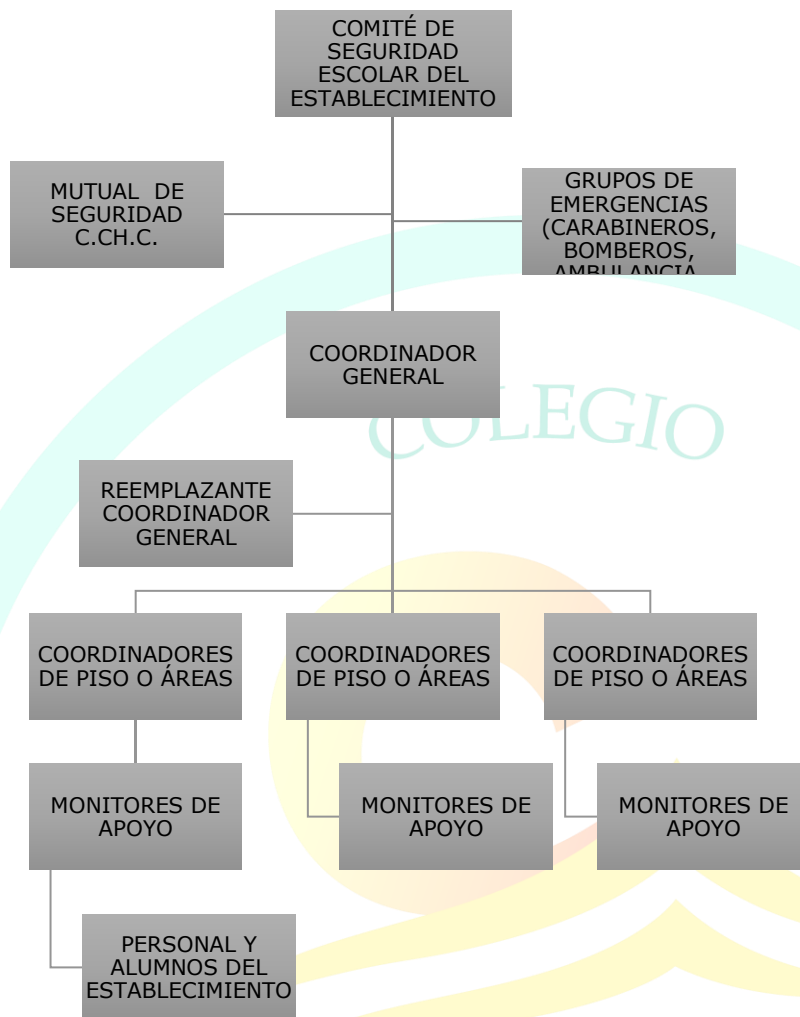 COMITÉ DE
SEGURIDAD
ESCOLAR DEL
ESTABLECIMIENTO
MUTUAL DE
SEGURIDAD
C.CH.C.
GRUPOS DE
EMERGENCIAS
(CARABINEROS,
BOMBEROS,
AMBULANCIA
COORDINADOR
GENERAL
COLEGIO
REEMPLAZANTE
COORDINADOR
GENERAL
COORDINADORES
DE PISO O ÁREAS
COORDINADORES
DE PISO O ÁREAS
COORDINADORES
DE PISO O ÁREAS
MONITORES DE
APOYO
MONITORES DE
APOYO
MONITORES DE
APOYO
PERSONAL Y
ALUMNOS DEL
ESTABLECIMIENTO